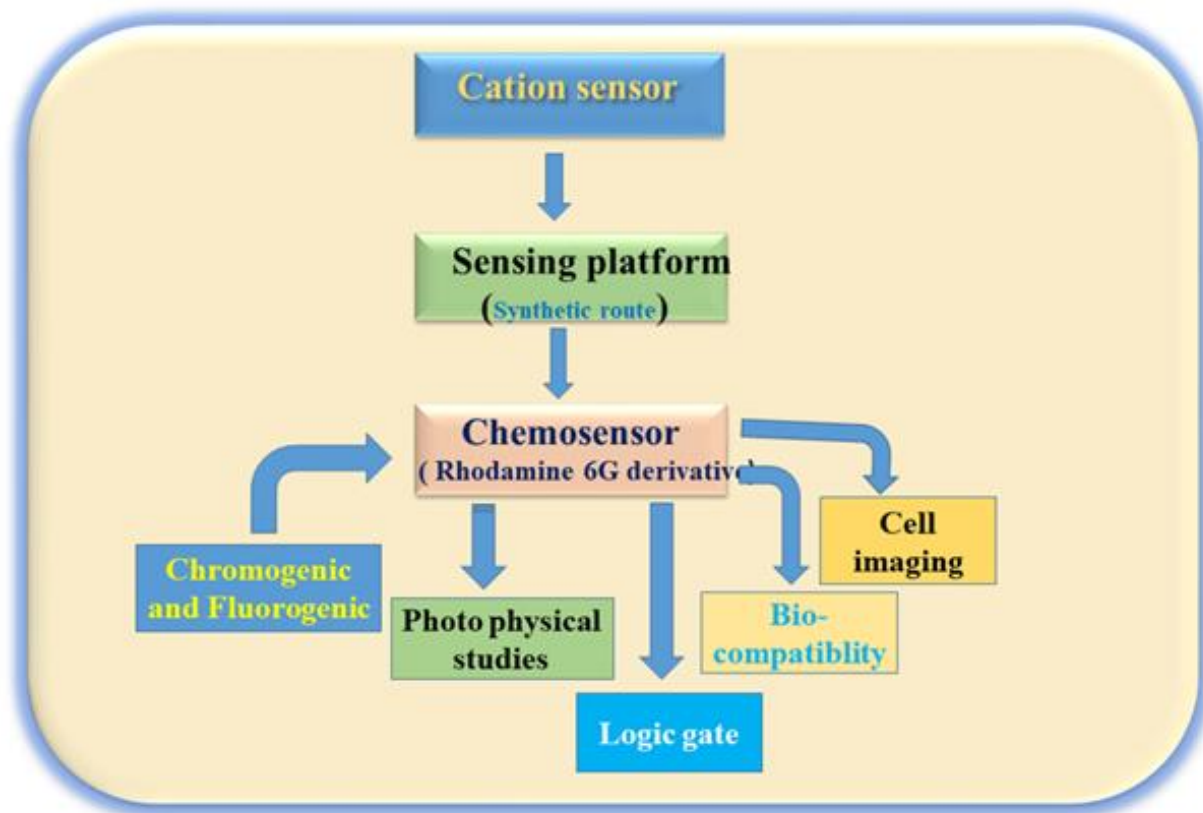 Cation sensor
Sensing platform
(Synthetic route)
Chemosensor
( Rhodamine 6G derivative)
Chromogenic
and Fluorogenic
Photo physical
studies
Logic gate
Bio-
compatiblity
Cell
imaging